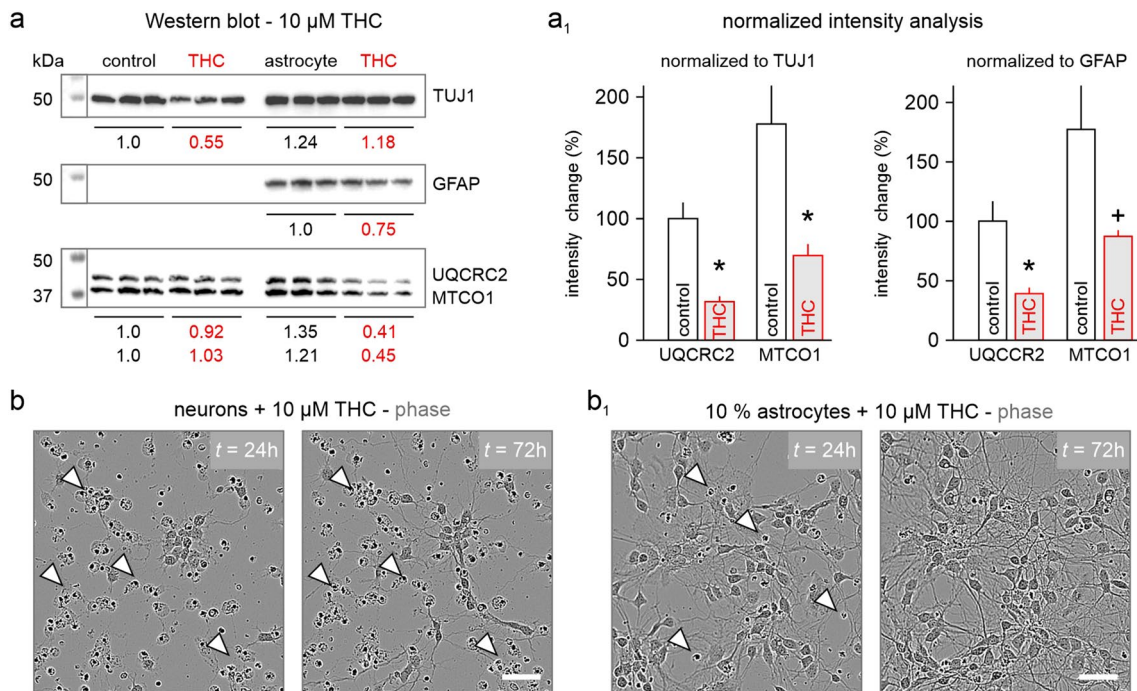 a
Western blot - 10 µM THC
kDa
control
THC
astrocyte
THC
50
TUJ1
1.0
0.55
1.24
1.18
50
GFAP
1.0
0.75
50
37
UQCRC2
MTCO1
1.0
0.92
1.35
0.41
1.0
1.03
1.21
0.45
a1
normalized intensity analysis
normalized to TUJ1
intensity change (%)
200
150
100
50
0
control
*
THC
control
*
THC
UQCRC2
MTCO1
normalized to GFAP
intensity change (%)
200
150
100
50
0
control
*
THC
control
+
THC
UQCCR2
MTCO1
b
neurons + 10 µM THC - phase
t = 24h
t = 72h
b1
10 % astrocytes + 10 µM THC - phase
t = 24h
t = 72h